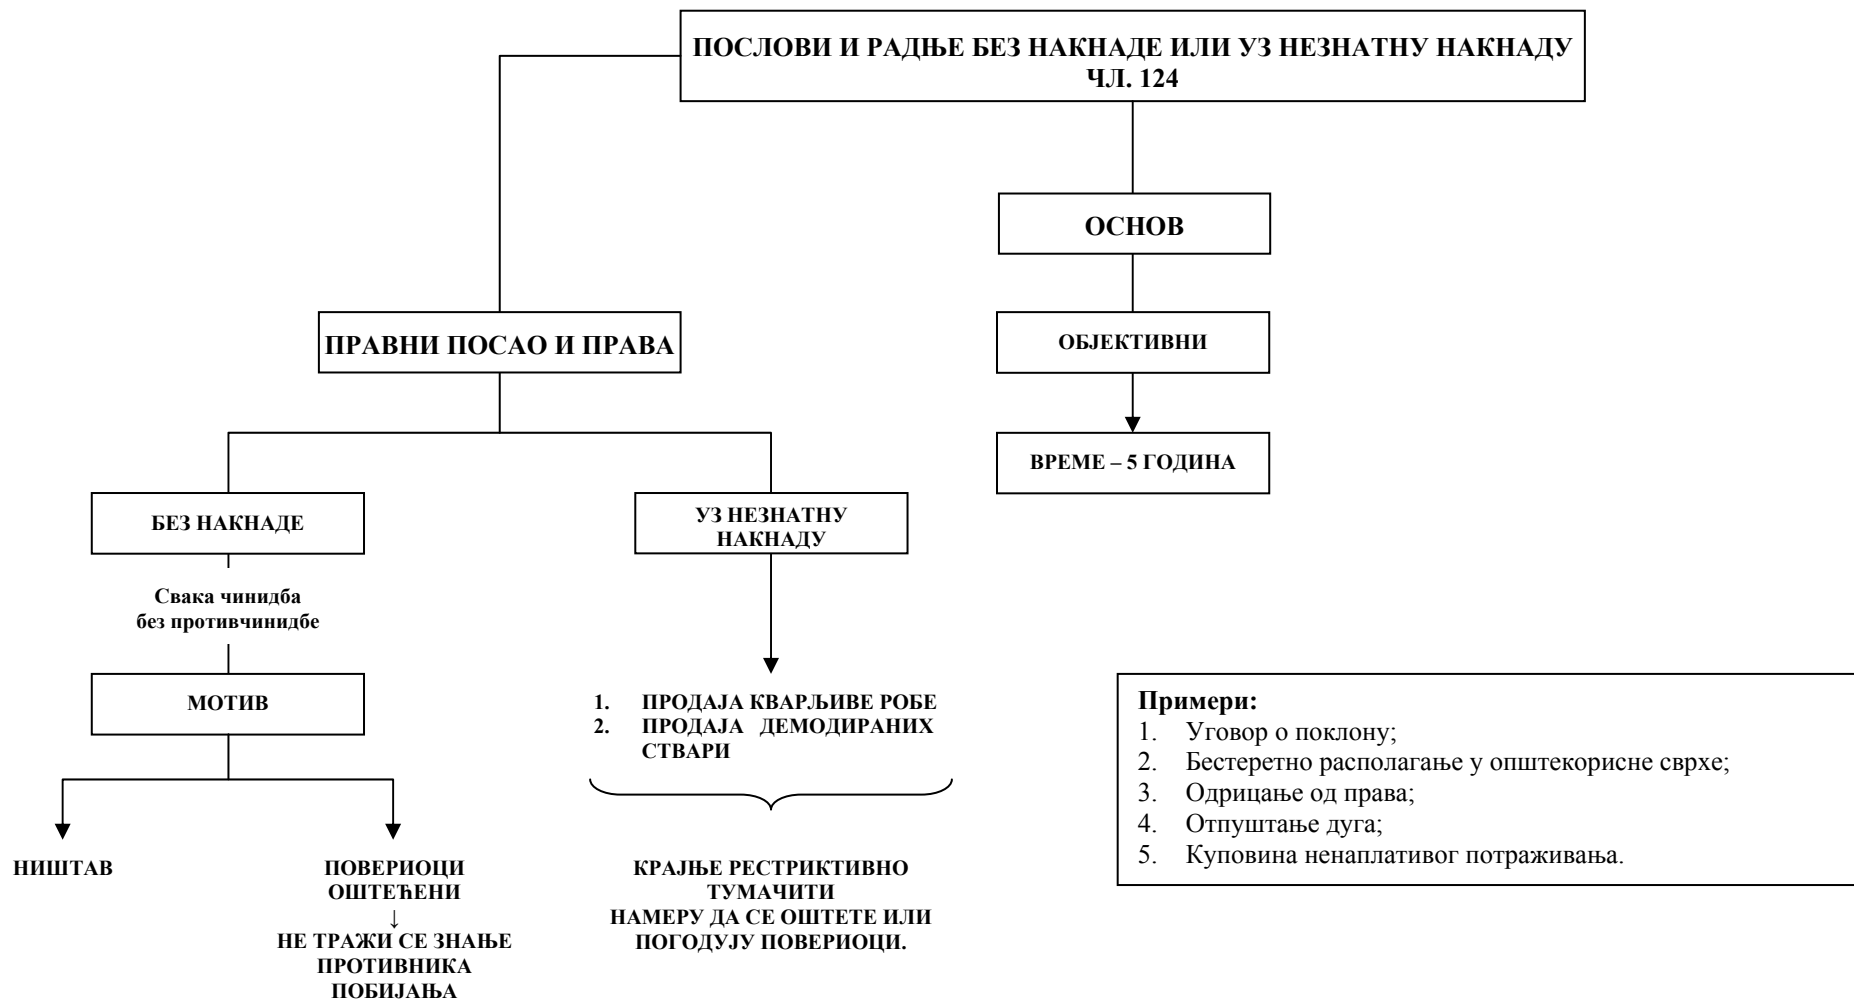 ПОСЛОВИ И РАДЊЕ БЕЗ НАКНАДЕ ИЛИ УЗ НЕЗНАТНУ НАКНАДУ
ЧЛ. 124
ОСНОВ
ПРАВНИ ПОСАО И ПРАВА
ОБЈЕКТИВНИ
ВРЕМЕ – 5 ГОДИНА
БЕЗ НАКНАДЕ
УЗ НЕЗНАТНУ
НАКНАДУ
Свака чинидба
без противчинидбе
МОТИВ
1. ПРОДАЈА КВАРЉИВЕ РОБЕ
2. ПРОДАЈА ДЕМОДИРАНИХ
СТВАРИ
Примери:
1. Уговор о поклону;
2. Бестеретно располагање у општекорисне сврхе;
3. Одрицање од права;
4. Отпуштање дуга;
5. Куповина ненаплативог потраживања.
НИШТАВ
ПОВЕРИОЦИ
ОШТЕЋЕНИ
↓
НЕ ТРАЖИ СЕ ЗНАЊЕ
ПРОТИВНИКА
ПОБИЈАЊА
КРАЈЊЕ РЕСТРИКТИВНО
ТУМАЧИТИ
НАМЕРУ ДА СЕ ОШТЕТЕ ИЛИ
ПОГОДУЈУ ПОВЕРИОЦИ.